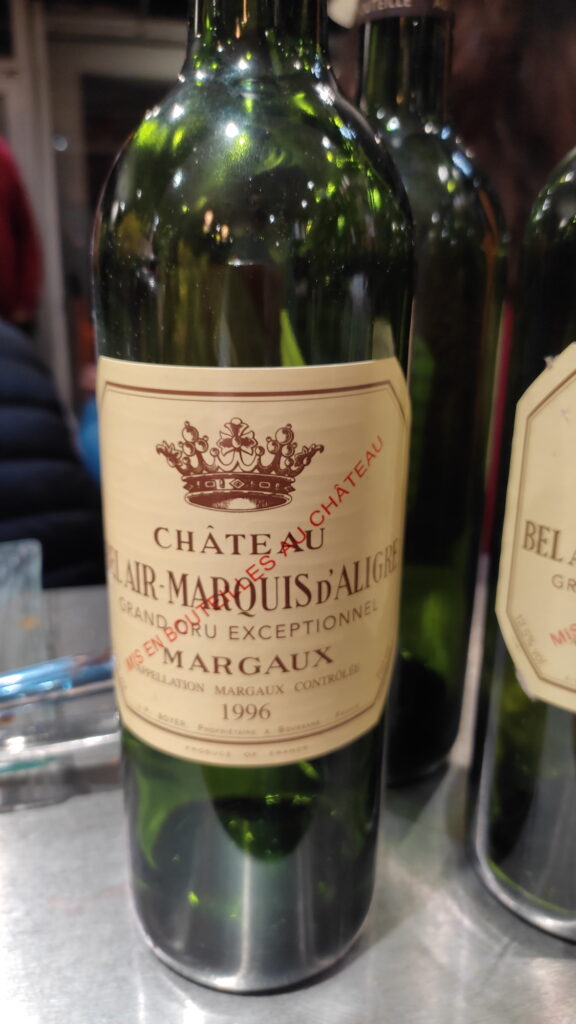 CHÂTEAU
BEL AIR-MARQUIS D'ALIGRE
GRAND CRU EXCEPTIONNEL
MARGAUX
APPELLATION MARGAUX CONTRÔLÉE
1996
PRODUCE OF FRANCE
MIS EN BOUTEILLES AU CHÂTEAU
BEL A
GR
MIS